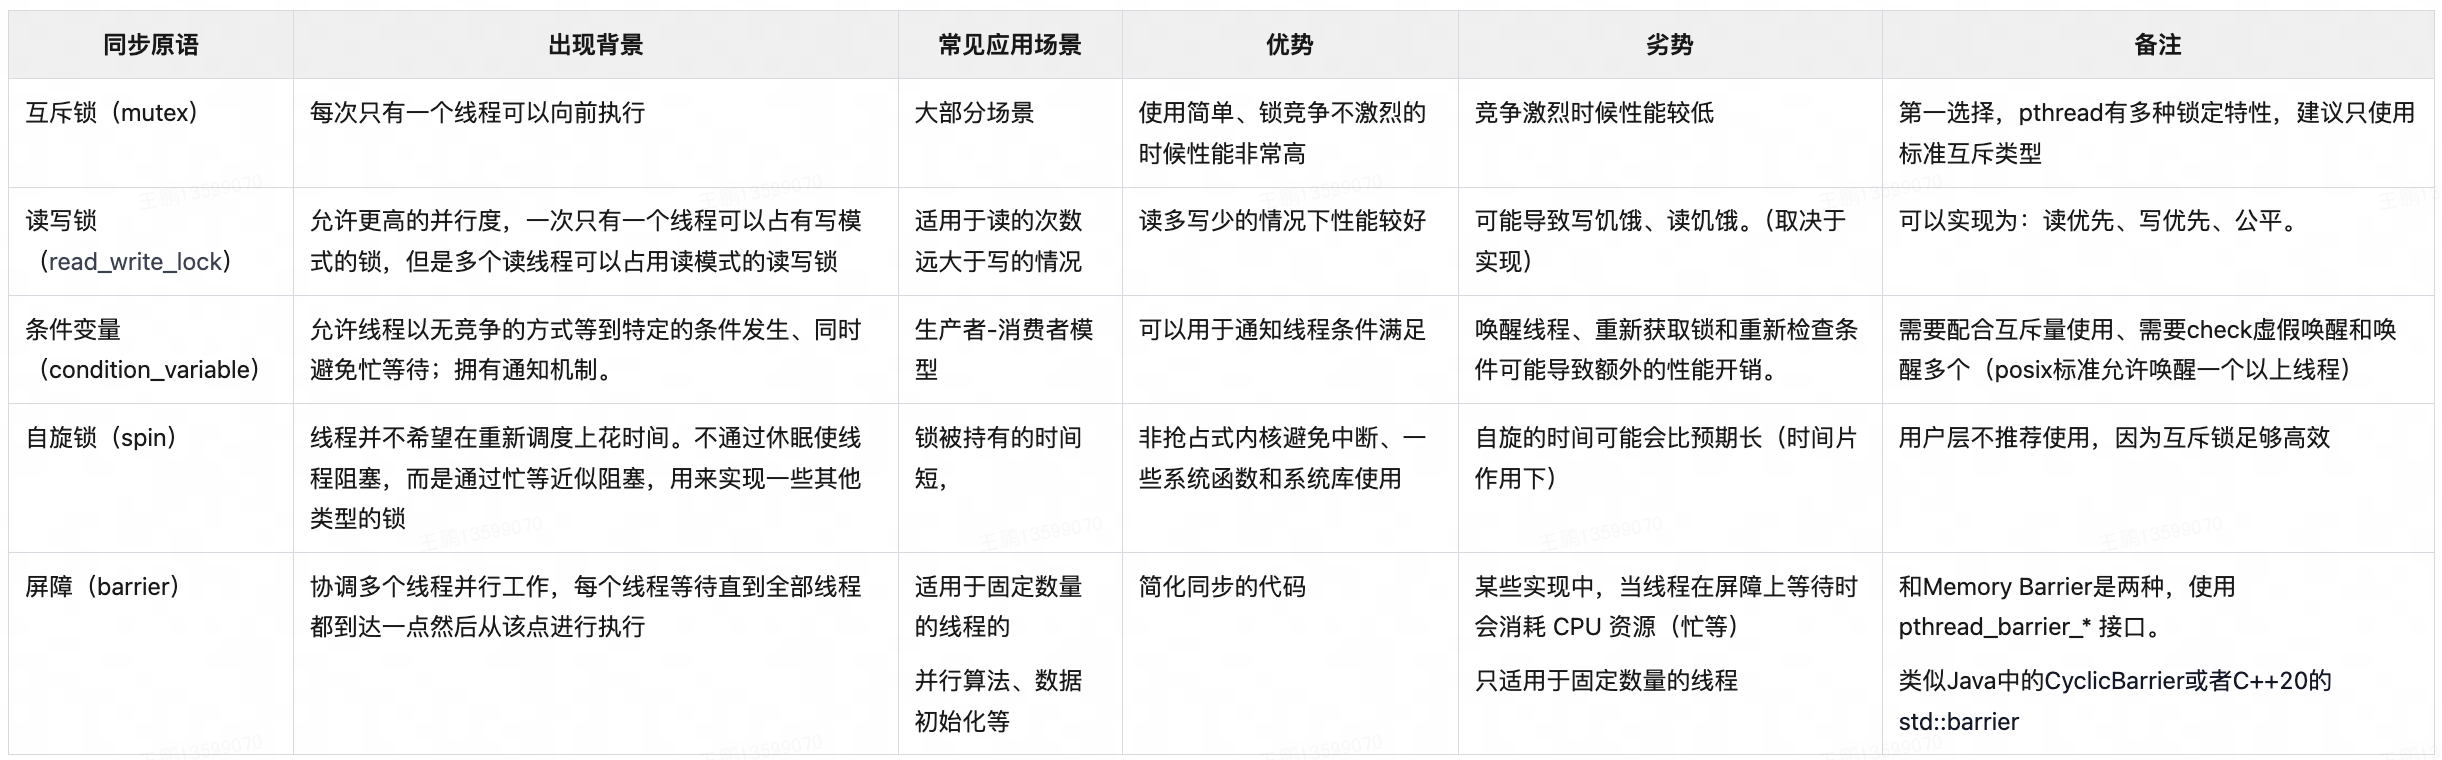 同步原语
出现背景
常见应用场景
优势
劣势
备注
互斥锁（mutex）
每次只有一个线程可以向前执行
大部分场景
使用简单、锁竞争不激烈的
时候性能非常高
竞争激烈时候性能较低
第一选择，pthread有多种锁定特性，建议只使用
标准互斥类型
读写锁
（read_write_lock）
允许更高的并行度，一次只有一个线程可以占有写模
式的锁，但是多个读线程可以占用读模式的读写锁
适用于读的次数
远大于写的情况
读多写少的情况下性能较好
可能导致写饥饿、读饥饿。（取决于
实现）
可以实现为：读优先、写优先、公平。
条件变量
（condition_variable）
允许线程以无竞争的方式等到特定的条件发生、同时
避免忙等待；拥有通知机制。
生产者-消费者模
型
可以用于通知线程条件满足
唤醒线程、重新获取锁和重新检查条
件可能导致额外的性能开销。
需要配合互斥量使用、需要check虚假唤醒和唤
醒多个（posix标准允许唤醒一个以上线程）
自旋锁（spin）
线程并不希望在重新调度上花时间。不通过休眠使线
程阻塞，而是通过忙等近似阻塞，用来实现一些其他
类型的锁
锁被持有的时间
短，
非抢占式内核避免中断、一
些系统函数和系统库使用
自旋的时间可能会比预期长（时间片
作用下）
用户层不推荐使用，因为互斥锁足够高效
屏障（barrier）
协调多个线程并行工作，每个线程等待直到全部线程
都到达一点然后从该点进行执行
适用于固定数量
的线程的
并行算法、数据
初始化等
简化同步的代码
某些实现中，当线程在屏障上等待时
会消耗 CPU 资源（忙等）
只适用于固定数量的线程
和Memory Barrier是两种，使用
pthread_barrier_* 接口。
类似Java中的CyclicBarrier或者C++20的
std::barrier